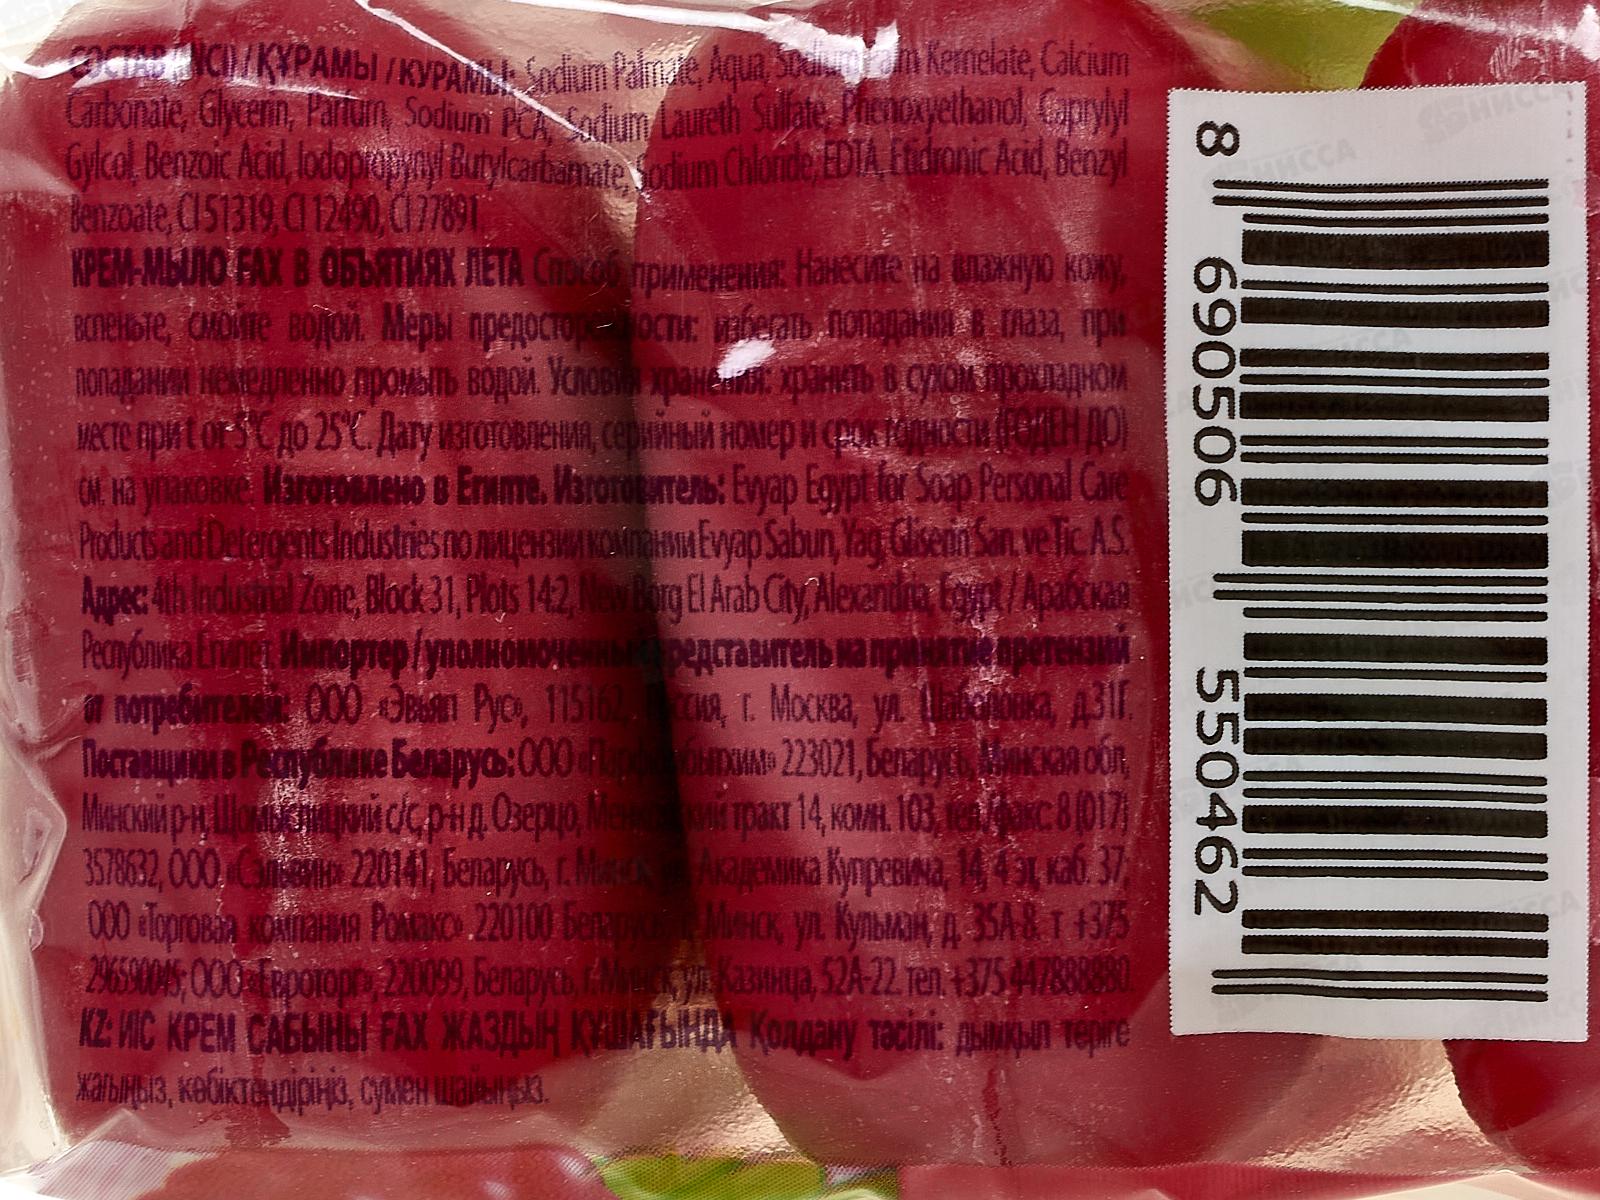 СОСТАВ (INCI) / ҚҰРАМЫ / КУРАМЫ: Sodium Palmate, Aqua, Sodium Palm Kernelate, Calcium
Carbonate, Glycerin, Parfum, Sodium PCA, Sodium Laureth Sulfate, Phenoxyethanol, Caprylyl
Gylcol, Benzoic Acid, Iodopropynyl Butylcarbamate, Sodium Chloride, EDTA, Etidronic Acid, Benzyl
Benzoate, CI 51319, CI 12490, CI 77891
КРЕМ-МЫЛО FAX В ОБЪЯТИЯХ ЛЕТА Способ применения: Нанесите на влажную кожу,
вспеньте, смойте водой. Меры предосторожности: избегать попадания в глаза, при
попадании немедленно промыть водой. Условия хранения: хранить в сухом прохладном
месте при t от 5°C до 25°C. Дату изготовления, серийный номер и срок годности (ГОДЕН ДО)
см. на упаковке. Изготовлено в Египте. Изготовитель: Evyap Egypt for Soap Personal Care
Products and Detergents Industries по лицензии компании Evyap Sabun, Yag, Gliserin San. ve Tic. A.S.
Адрес: 4th Industrial Zone, Block 31, Plots 14:2, New Borg El Arab City, Alexandria, Egypt / Арабская
Республика Египет. Импортер / уполномоченный представитель на принятие претензий
от потребителей: ООО «Эвьяп Рус», 115162, Россия, г. Москва, ул. Шаболовка, д.31Г.
Поставщики в Республике Беларусь: ООО «Парфюмбытхим» 223021, Беларусь, Минская обл,
Минский р-н, Щомыслицкий с/с, р-н д. Озерцо, Меньковский тракт 14, комн. 103, тел./факс: 8 (017)
3578632, ООО «Сэльвин» 220141, Беларусь, г. Минск, ул. Академика Купревича, 14, 4 эт, каб. 37,
ООО «Торговая компания Ромакс» 220100 Беларусь, г. Минск, ул. Кульман, д. 35А-8. т +375
296590045; ООО «Евроторг», 220099, Беларусь, г. Минск, ул. Казинца, 52А-22. тел. +375 447888880.
KZ: ИІС КРЕМ САБЫНЫ FAX ЖАЗДЫҢ ҚҰШАҒЫНДА Қолдану тәсілі: дымқыл теріге
жағыңыз, көбіктендіріңіз, сумен шайыңыз.
8 690506 550462